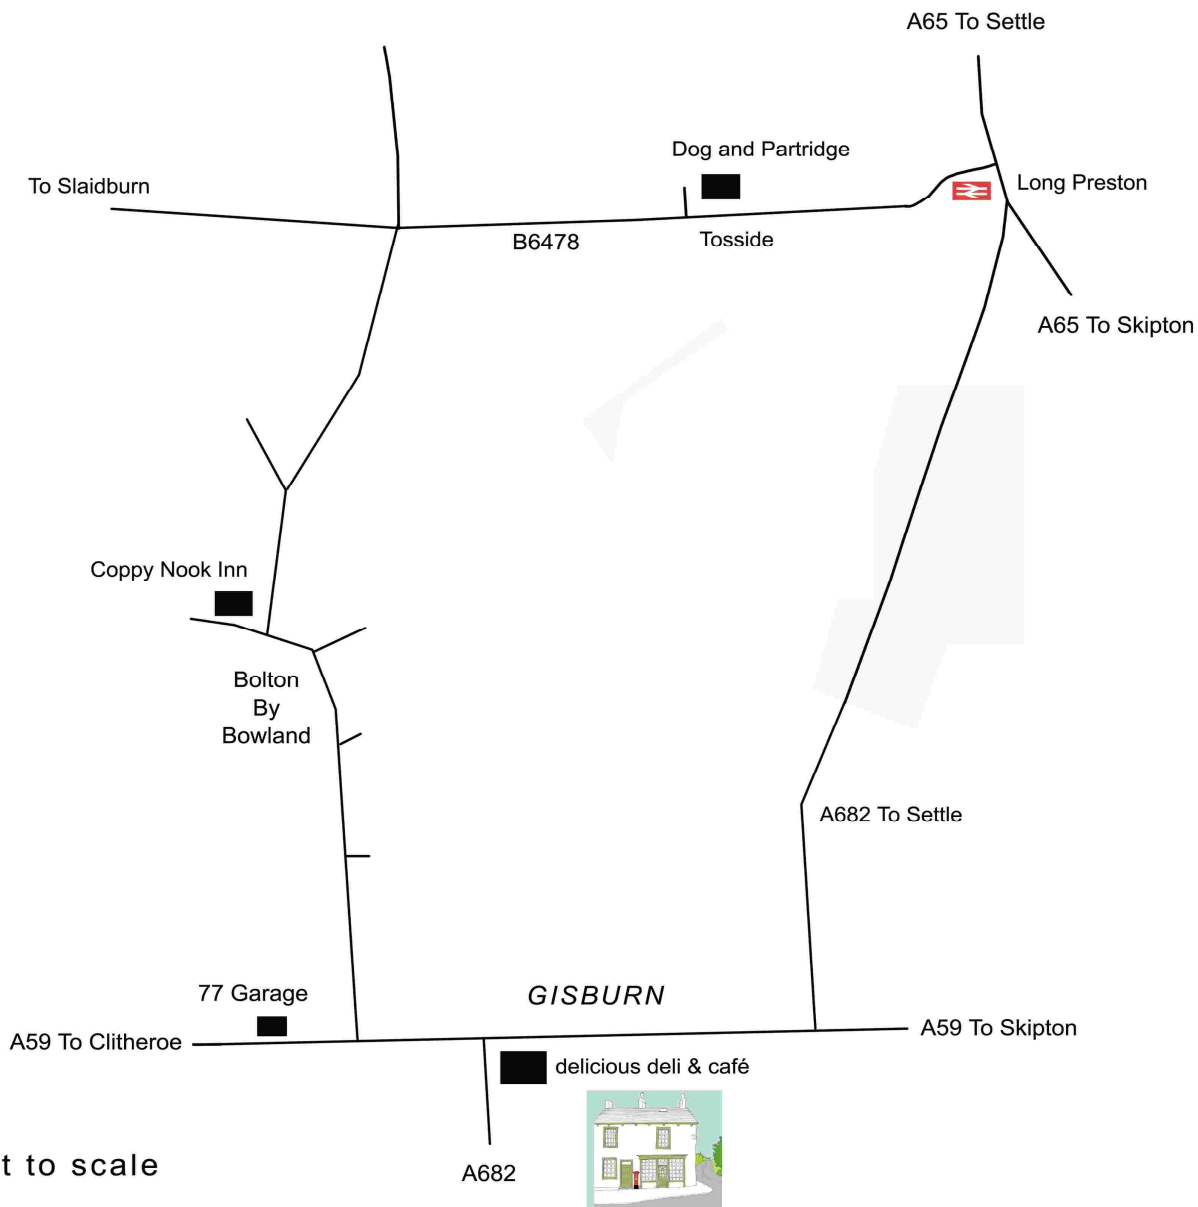 A65 To Settle
Dog and Partridge
To Slaidburn
Long Preston
B6478
Tosside
A65 To Skipton
Coppy Nook Inn
Bolton
By
Bowland
A682 To Settle
77 Garage
GISBURN
A59 To Clitheroe
A59 To Skipton
delicious deli & café
t to scale
A682